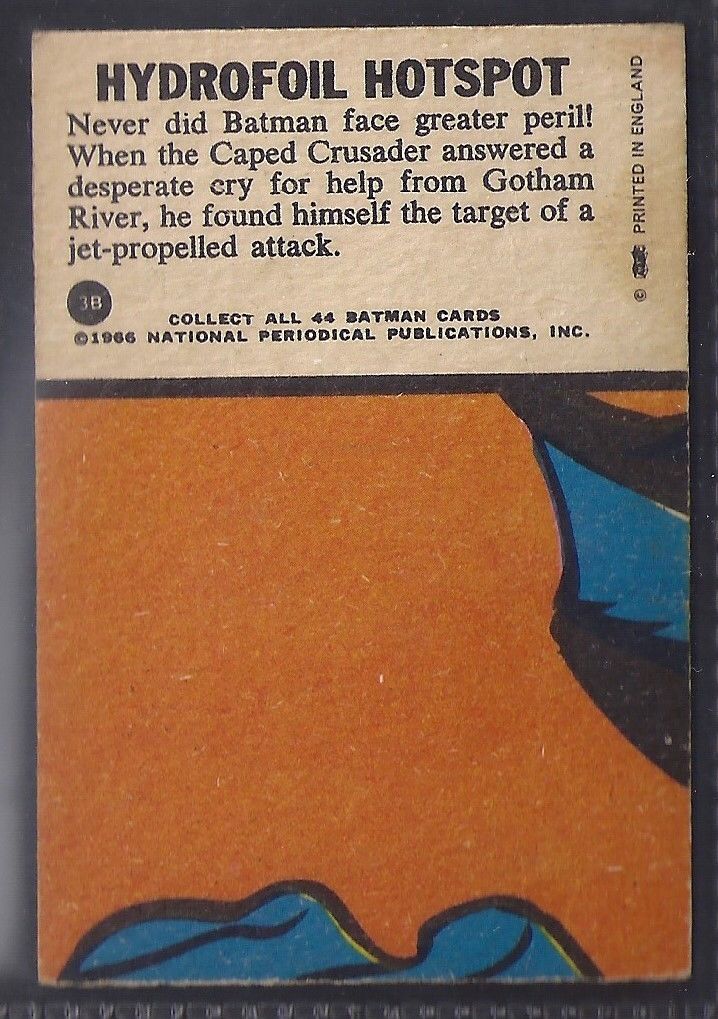 HYDROFOIL HOTSPOT
Never did Batman face greater peril!
When the Caped Crusader answered a
desperate cry for help from Gotham
River, he found himself the target of a
jet-propelled attack.
3B
COLLECT ALL 44 BATMAN CARDS
©1966 NATIONAL PERIODICAL PUBLICATIONS, INC.
© PRINTED IN ENGLAND